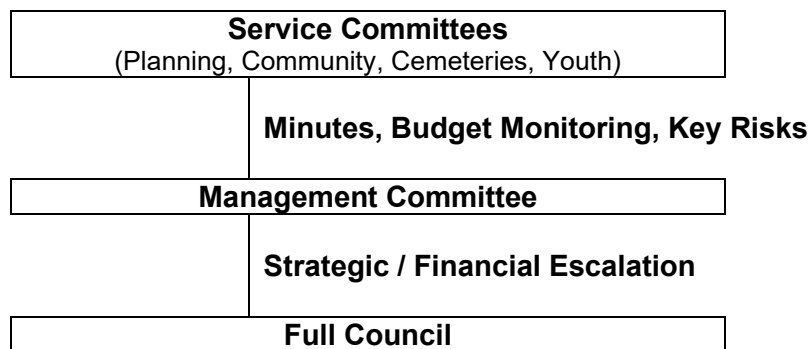 Service Committees
(Planning, Community, Cemeteries, Youth)
Minutes, Budget Monitoring, Key Risks
Management Committee
Strategic / Financial Escalation
Full Council